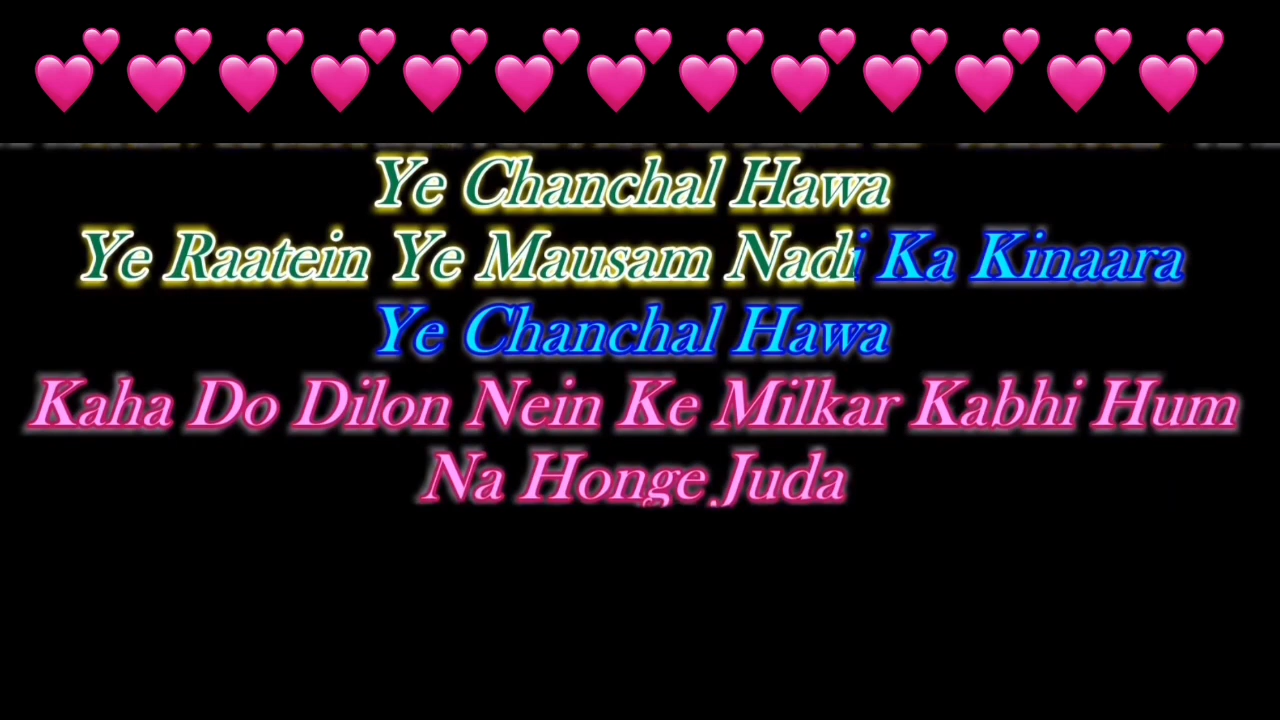 Ye Chanchal Hawa
Ye Raatein Ye Mausam Nadi Ka Kinaara
Ye Chanchal Hawa
Kaha Do Dilon Nein Ke Milkar Kabhi Hum
Na Honge Juda